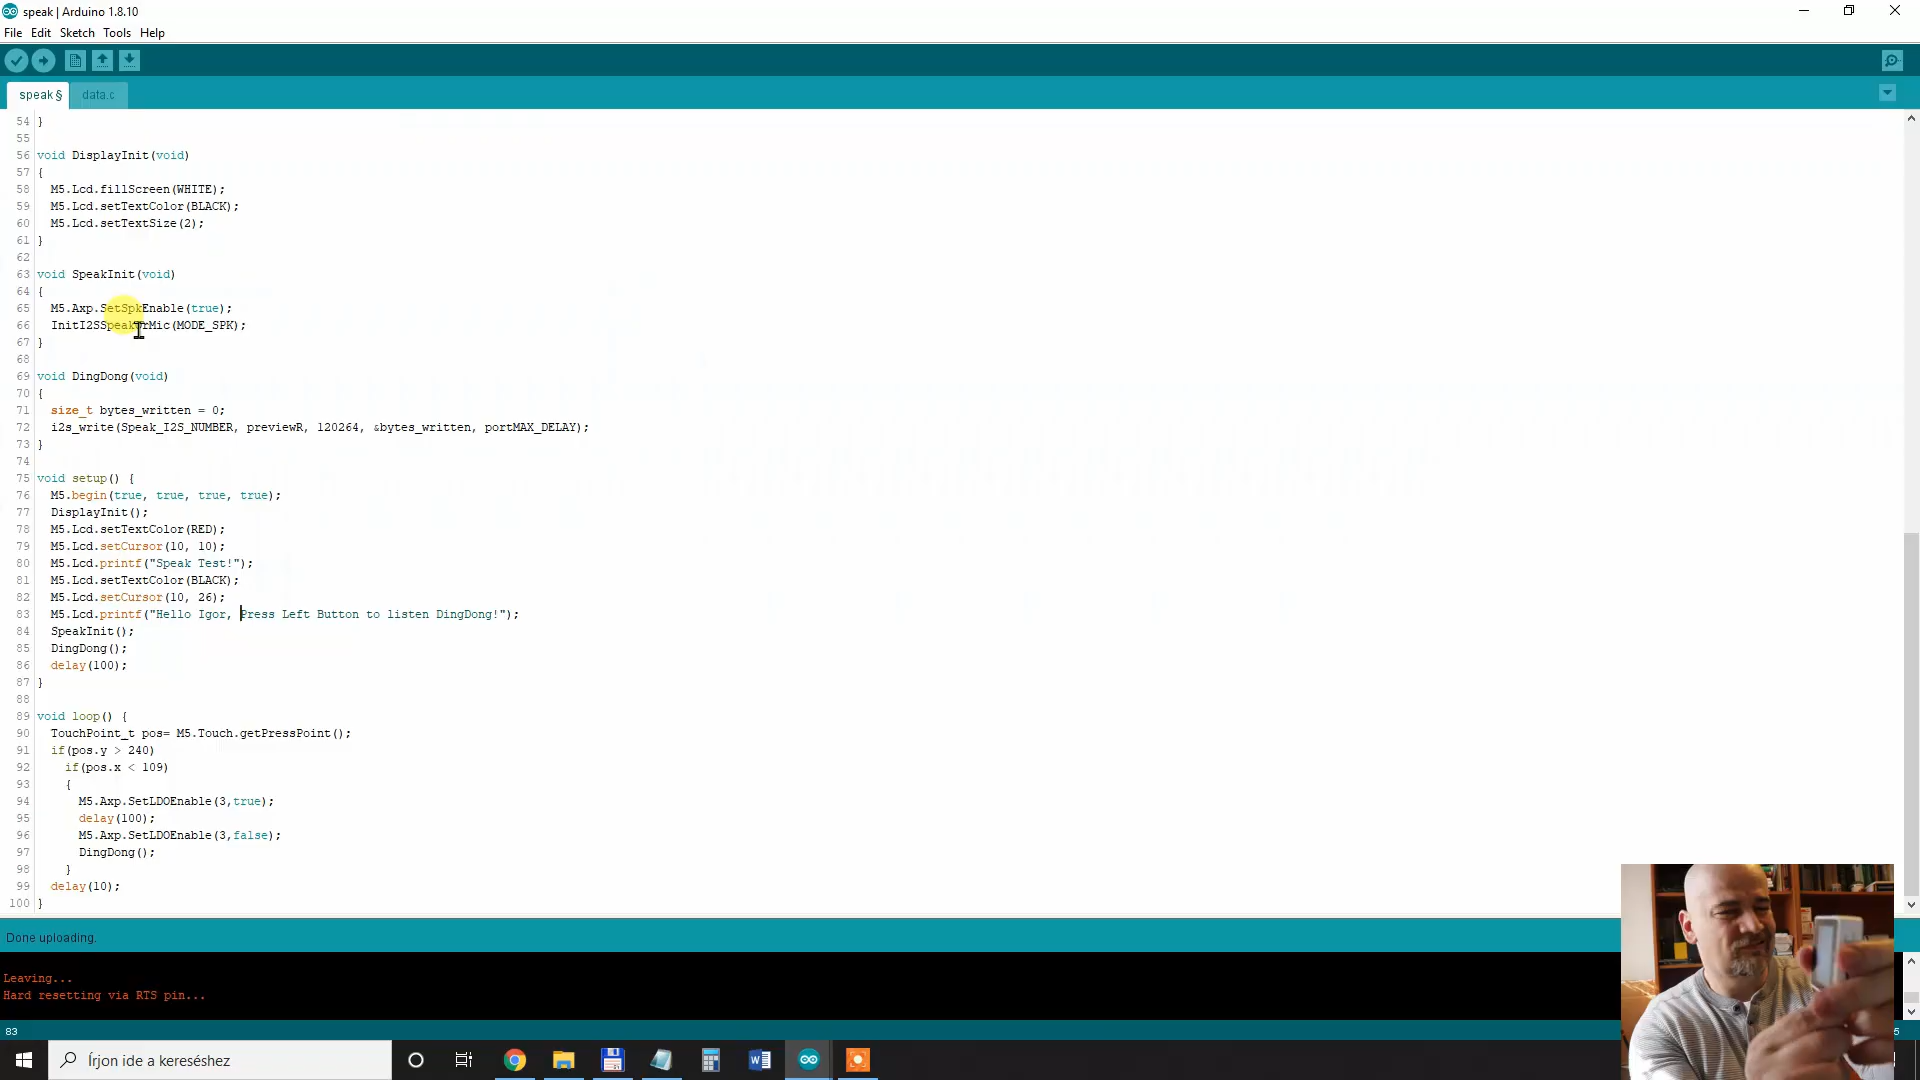 speak | Arduino 1.8.10
File Edit Sketch Tools Help
speak§ data.c
54 }
55
56 void DisplayInit(void)
57 {
58 M5.Lcd.fillScreen(WHITE);
59 M5.Lcd.setTextColor(BLACK);
60 M5.Lcd.setTextSize(2);
61 }
62
63 void SpeakInit(void)
64 {
65 M5.Axp.SetSpkEnable(true);
66 InitI2SSpeakOrMic(MODE_SPK);
67 }
68
69 void DingDong(void)
70 {
71 size_t bytes_written = 0;
72 i2s_write(Speak_I2S_NUMBER, previewR, 120264, &bytes_written, portMAX_DELAY);
73 }
74
75 void setup() {
76 M5.begin(true, true, true, true);
77 DisplayInit();
78 M5.Lcd.setTextColor(RED);
79 M5.Lcd.setCursor(10, 10);
80 M5.Lcd.printf("Speak Test!");
81 M5.Lcd.setTextColor(BLACK);
82 M5.Lcd.setCursor(10, 26);
83 M5.Lcd.printf("Hello Igor, Press Left Button to listen DingDong!");
84 SpeakInit();
85 DingDong();
86 delay(100);
87 }
88
89 void loop() {
90 TouchPoint_t pos= M5.Touch.getPressPoint();
91 if(pos.y > 240)
92 if(pos.x < 109)
93 {
94 M5.Axp.SetLDOEnable(3,true);
95 delay(100);
96 M5.Axp.SetLDOEnable(3,false);
97 DingDong();
98 }
99 delay(10);
100 }
Done uploading.
Leaving...
Hard resetting via RTS pin...
83
Írjon ide a kereséshez